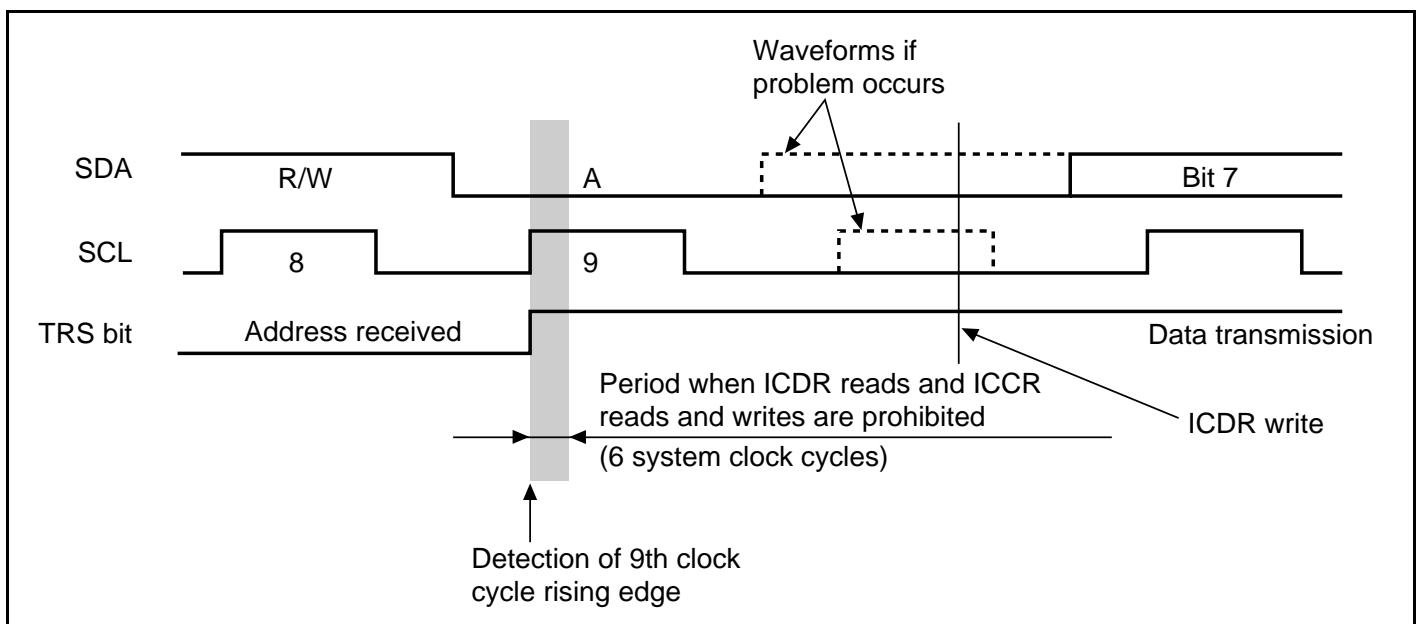 Waveforms if
problem occurs
SDA
R/W
A
Bit 7
SCL
8
9
TRS bit
Address received
Data transmission
Period when ICDR reads and ICCR
reads and writes are prohibited
(6 system clock cycles)
ICDR write
Detection of 9th clock
cycle rising edge